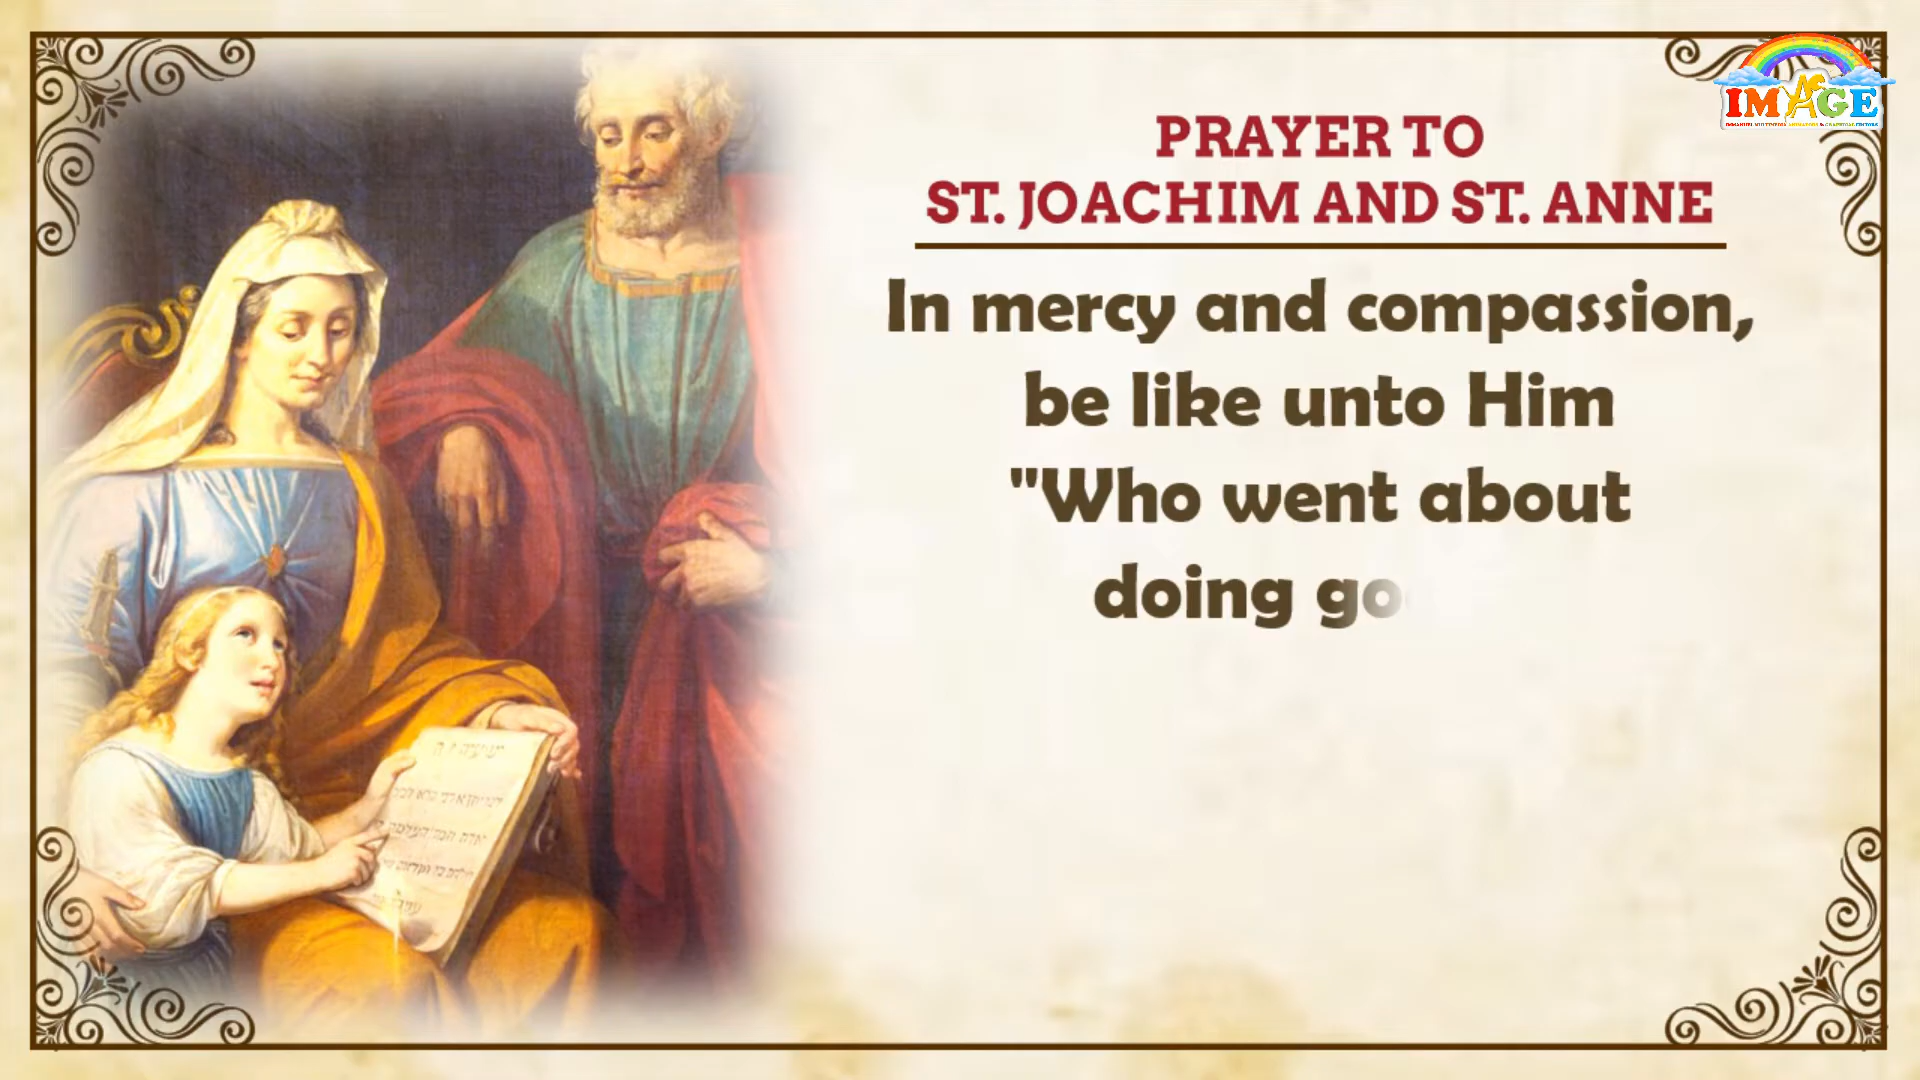 IMAGE
PRAYER TO
ST. JOACHIM AND ST. ANNE
In mercy and compassion,
be like unto Him
"Who went about
doing go